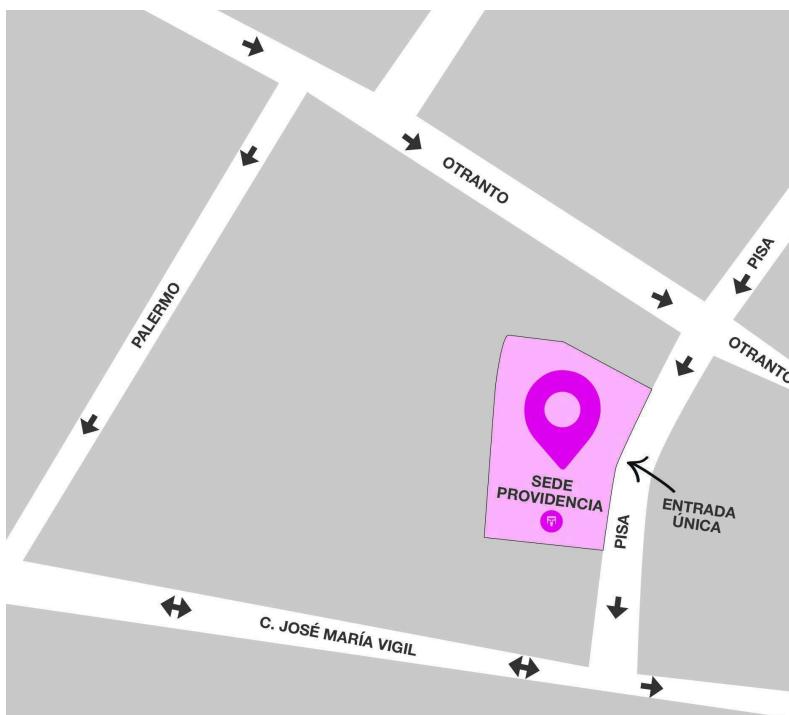 OTRANTO
PISA
PALERMO
OTRANTO
SEDE
PROVIDENCIA
ENTRADA
ÚNICA
PISA
C. JOSÉ MARÍA VIGIL